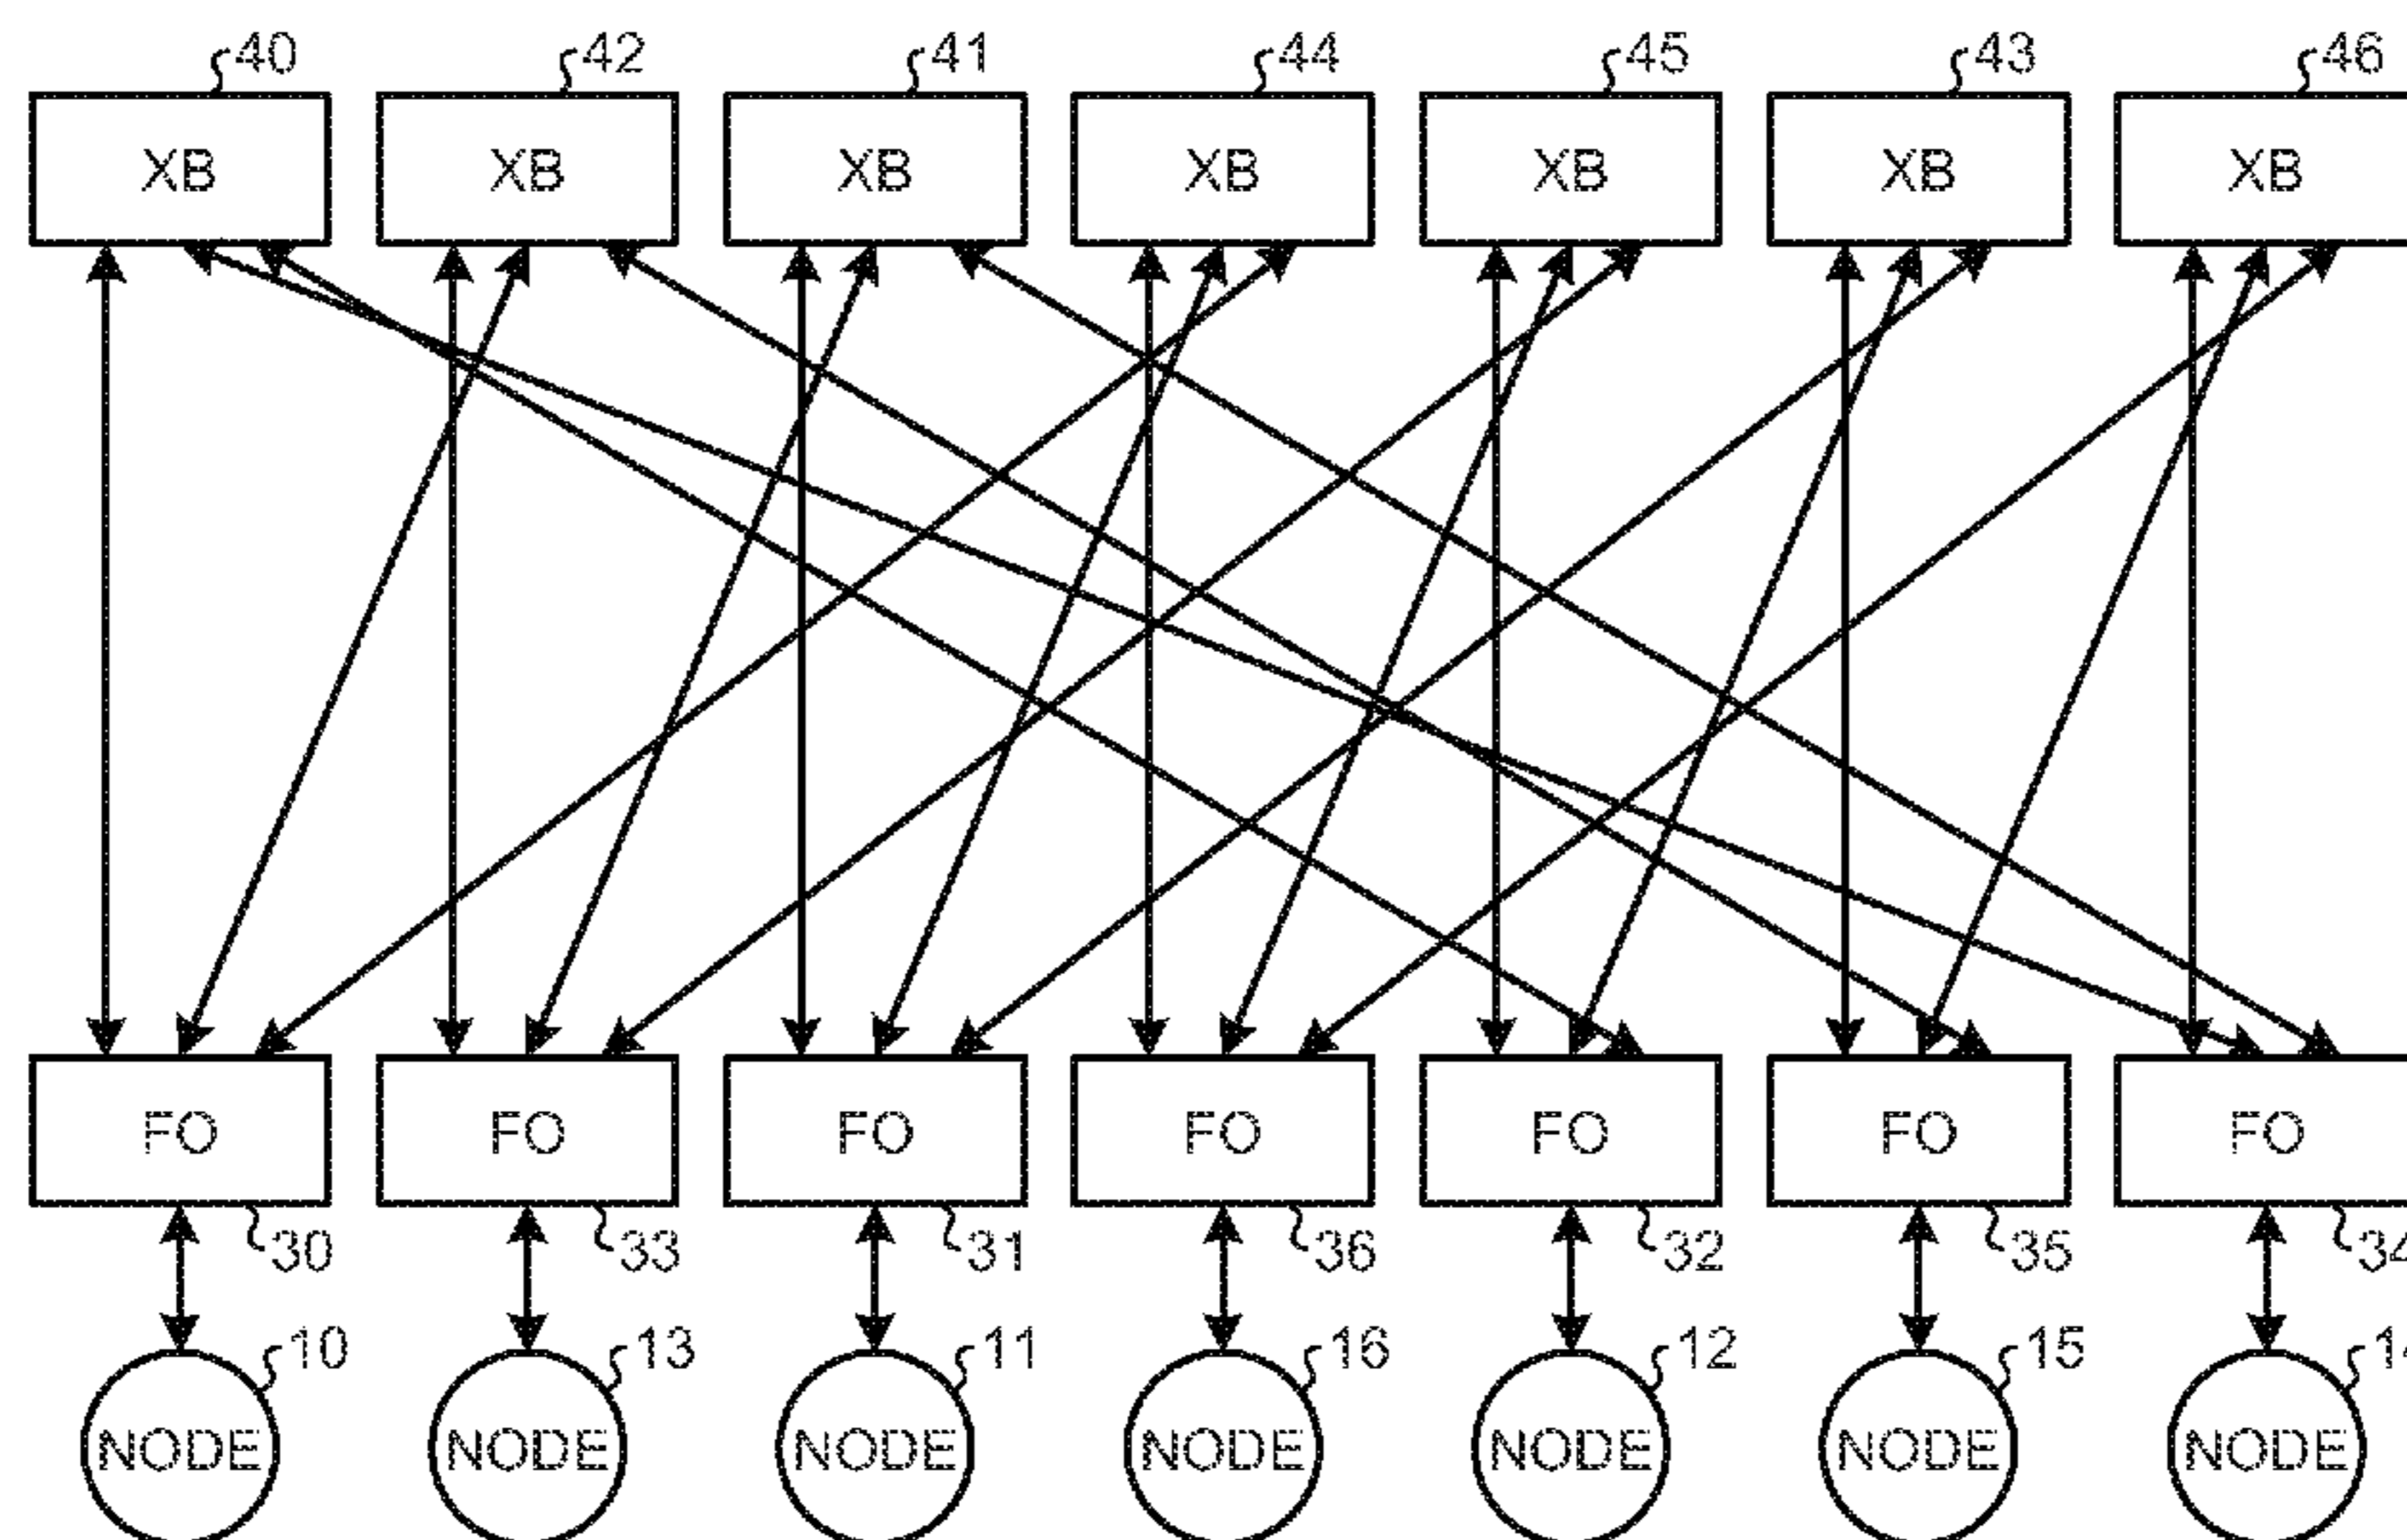 40 42 41 44 45 43 46
XB XB XB XB XB XB XB
FO FO FO FO FO FO FO
30 33 31 36 32 35 34
10 13 11 16 12 15
NODE NODE NODE NODE NODE NODE NODE